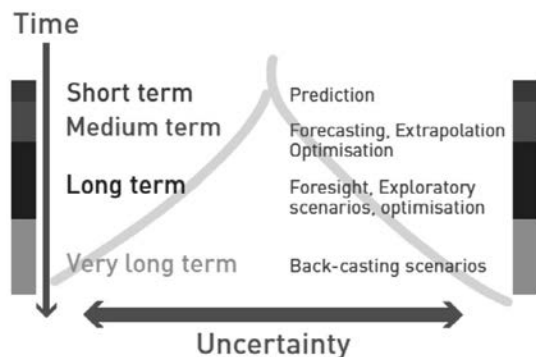 Time
Short term
Prediction
Medium term
Forecasting, Extrapolation
Optimisation
Long term
Foresight, Exploratory
scenarios, optimisation
Very long term
Back-casting scenarios
Uncertainty